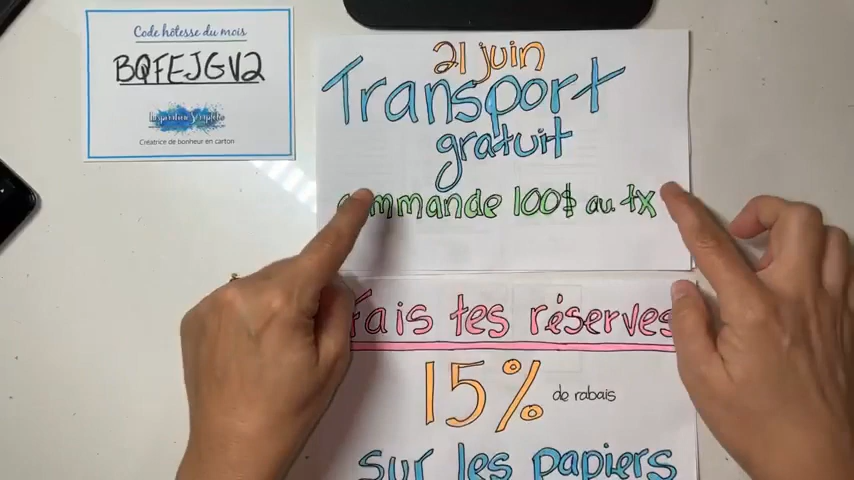 Code hôtesse du mois
BQFEJGV2
Créatrice de bonheur en carton
21 juin
Transport
gratuit
commande 100$ au tx
Fais tes réserves
15% de rabais
sur les papiers